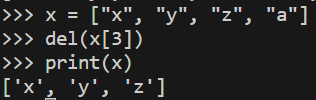 >>> x = ["x", "y", "z", "a"]
>>> del(x[3])
>>> print(x)
['x', 'y', 'z']